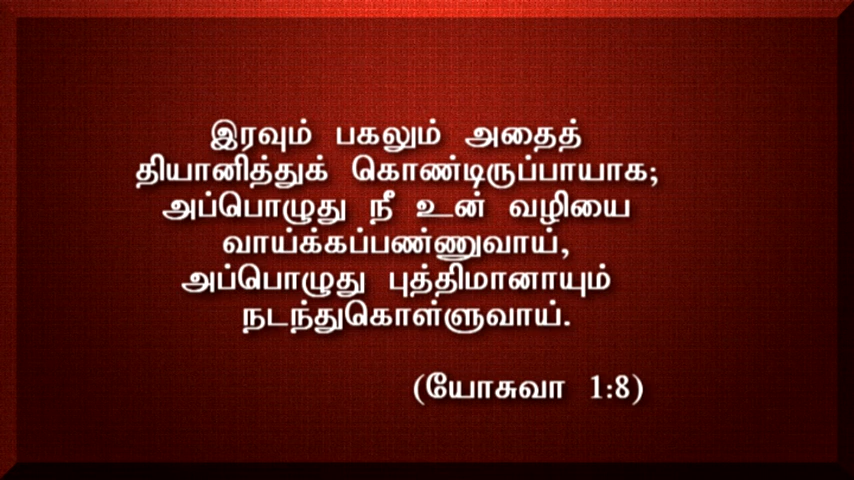 இரவும் பகலும் அதைத்
தியானித்துக் கொண்டிருப்பாயாக;
அப்பொழுது நீ உன் வழியை
வாய்க்கப்பண்ணுவாய்,
அப்பொழுது புத்திமானாயும்
நடந்துகொள்ளுவாய்.
(யோசுவா 1:8)